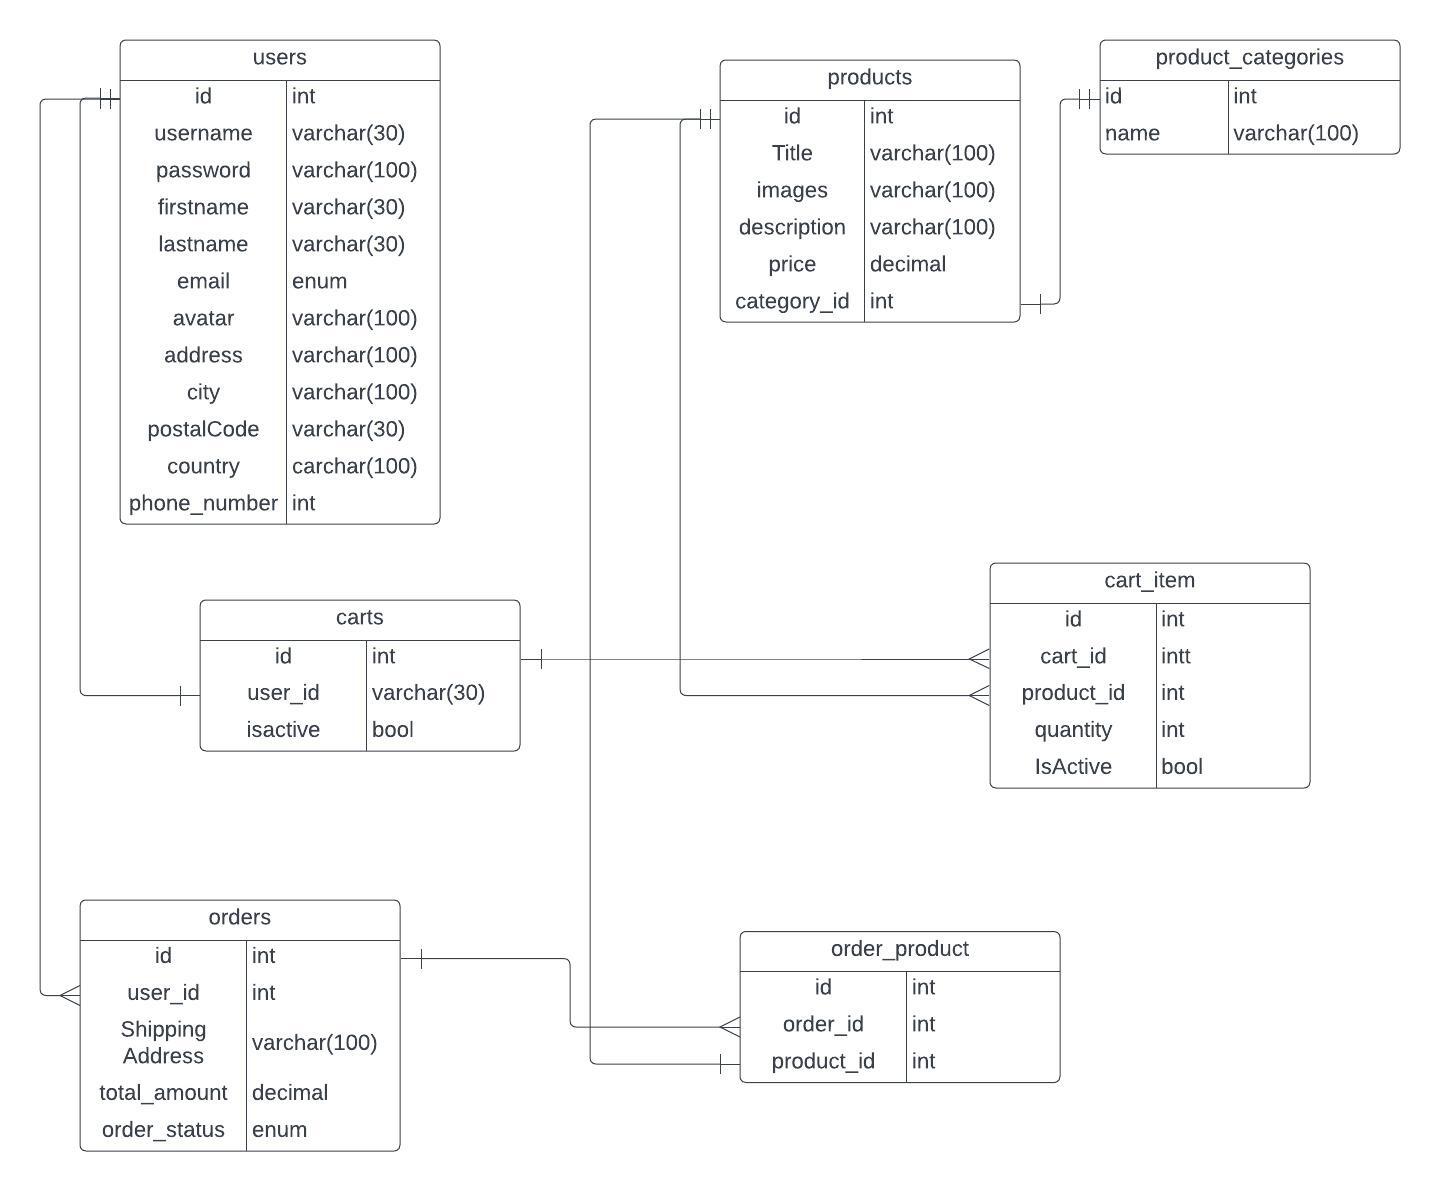 users
id int
username varchar(30)
password varchar(100)
firstname varchar(30)
lastname varchar(30)
email enum
avatar varchar(100)
address varchar(100)
city varchar(100)
postalCode varchar(30)
country carchar(100)
phone_number int
products
id int
Title varchar(100)
images varchar(100)
description varchar(100)
price decimal
category_id int
product_categories
id int
name varchar(100)
carts
id int
user_id varchar(30)
isactive bool
cart_item
id int
cart_id intt
product_id int
quantity int
IsActive bool
orders
id int
user_id int
Shipping
Address varchar(100)
total_amount decimal
order_status enum
order_product
id int
order_id int
product_id int